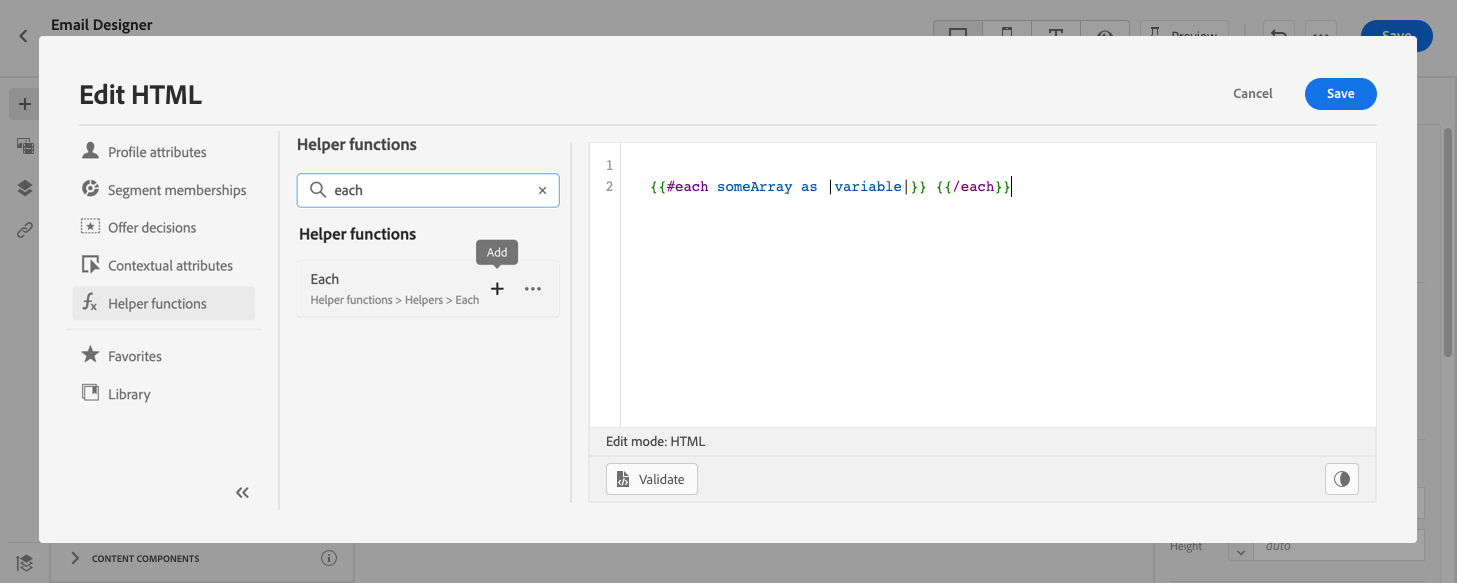 Email Designer
Preview
Save
Edit HTML
Cancel
Save
Profile attributes
Segment memberships
Offer decisions
Contextual attributes
Helper functions
Favorites
Library
Helper functions
each
Helper functions
Add
Each
Helper functions > Helpers > Each
1
2 {{#each someArray as |variable|}} {{/each}}
Edit mode: HTML
Validate
CONTENT COMPONENTS
Height
auto